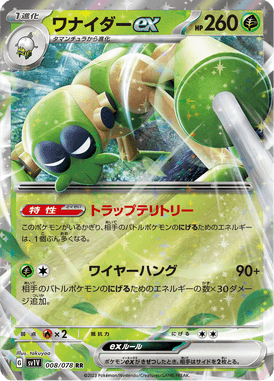 1進化
ワナイダーex
HP260
タマンチュラから進化
特性 トラップテリトリー
このポケモンがいるかぎり、相手のバトルポケモンのにげるためのエネルギー
は、1個ぶん多くなる。
ワイヤーハング 90+
相手のバトルポケモンのにげるためのエネルギー
の数×30ダメージ追加。
弱点 ×2 抵抗力 にげる
Illus. takuyoa
G sv1V 008/078 RR
exルール
ポケモンexがきぜつしたとき、相手はサイドを2枚とる。
©2023 Pokémon/Nintendo/Creatures/GAME FREAK.